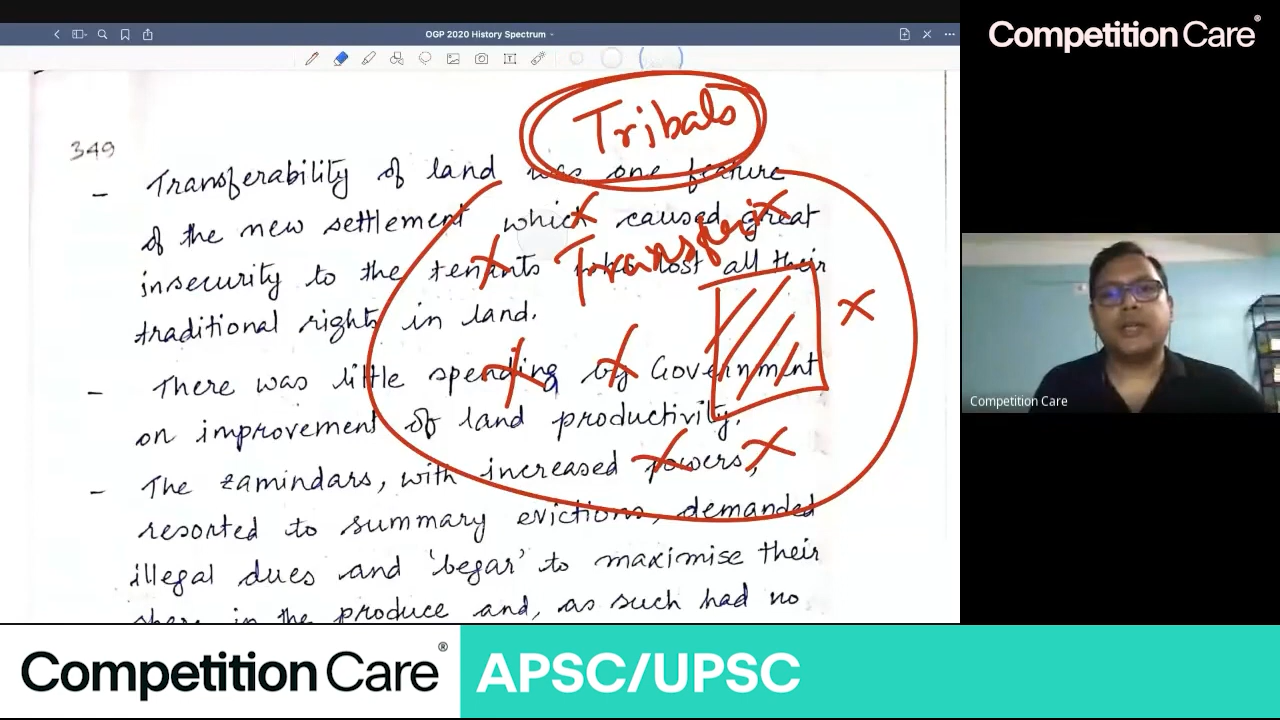 OGP 2020 History Spectrum
Competition Care®
Tribals
349
- Transferability of land was one feature
of the new settlement which caused great
insecurity to the tenants who lost all their
traditional rights in land.
Transfer
- There was little spending by Government
on improvement of land productivity.
- The zamindars, with increased powers,
resorted to summary evictions, demanded
illegal dues and 'begar' to maximise their
share in the produce and, as such had no
Competition Care
Competition Care®
APSC/UPSC